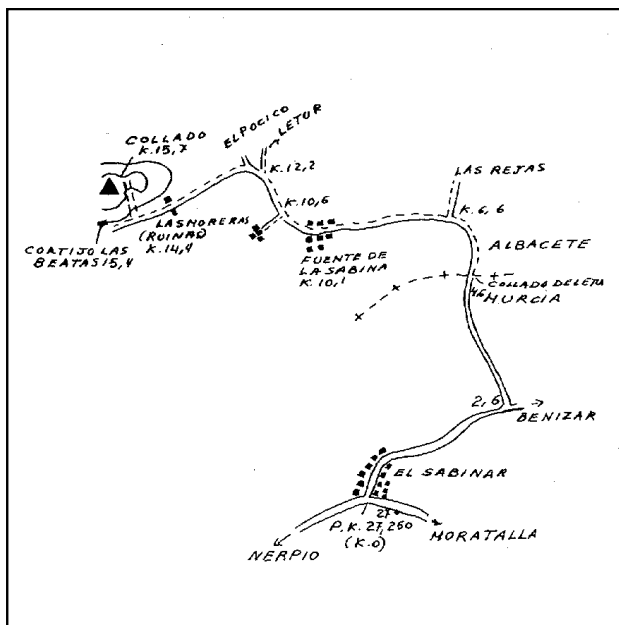 COLLADO
K.15,7
EL POCICO
LETUR
K.12,2
LAS REJAS
K.10,6
K.6,6
LAS MORERAS
(RUINAS)
K.14,4
CORTIJO LAS
BEATAS 15,4
FUENTE DE
LA SABINA
K.10,1
ALBACETE
4,6
MURCIA
2,6
BENIZAR
EL SABINAR
27
P.K. 27,260
(K.0)
MORATALLA
NERPIO